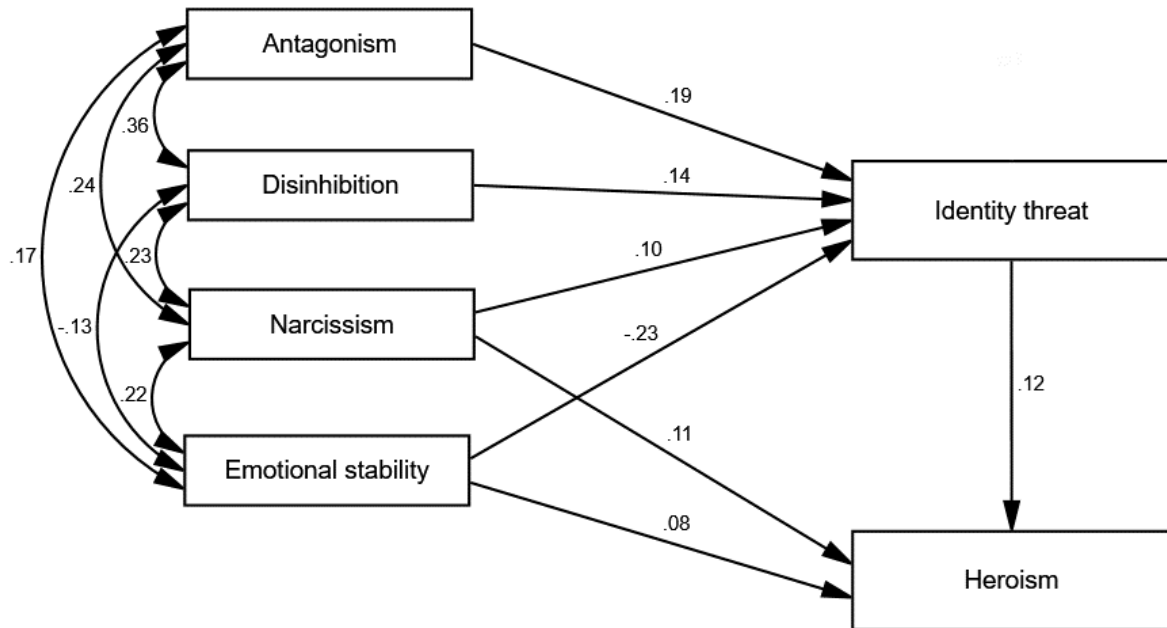 Antagonism
.19
.36
Disinhibition
.14
Identity threat
.24
.17
.23
.10
Narcissism
-.13
-.23
.22
.12
.11
Emotional stability
.08
Heroism